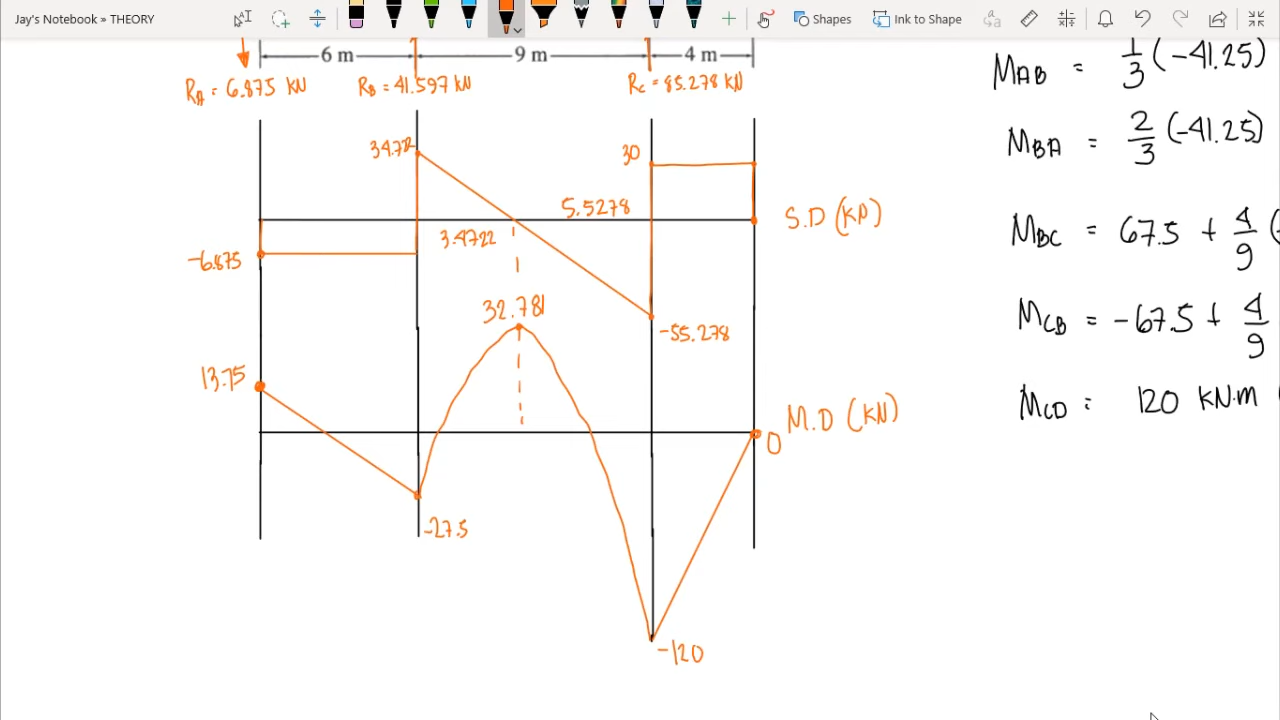 Jay's Notebook » THEORY
Shapes
Ink to Shape
6 m
9 m
4 m
RA = 6.875 KN
RB = 41.597 KN
RC = 85.278 KN
MAB = 1/3 (-41.25)
MBA = 2/3 (-41.25)
MBC = 67.5 + 4/9 (
MCB = -67.5 + 4/9
MCD = 120 KN·m
34.722
30
5.5278
3.4722
S.D (KN)
-6.875
-55.278
32.781
13.75
M.D (KN)
0
-27.5
-120